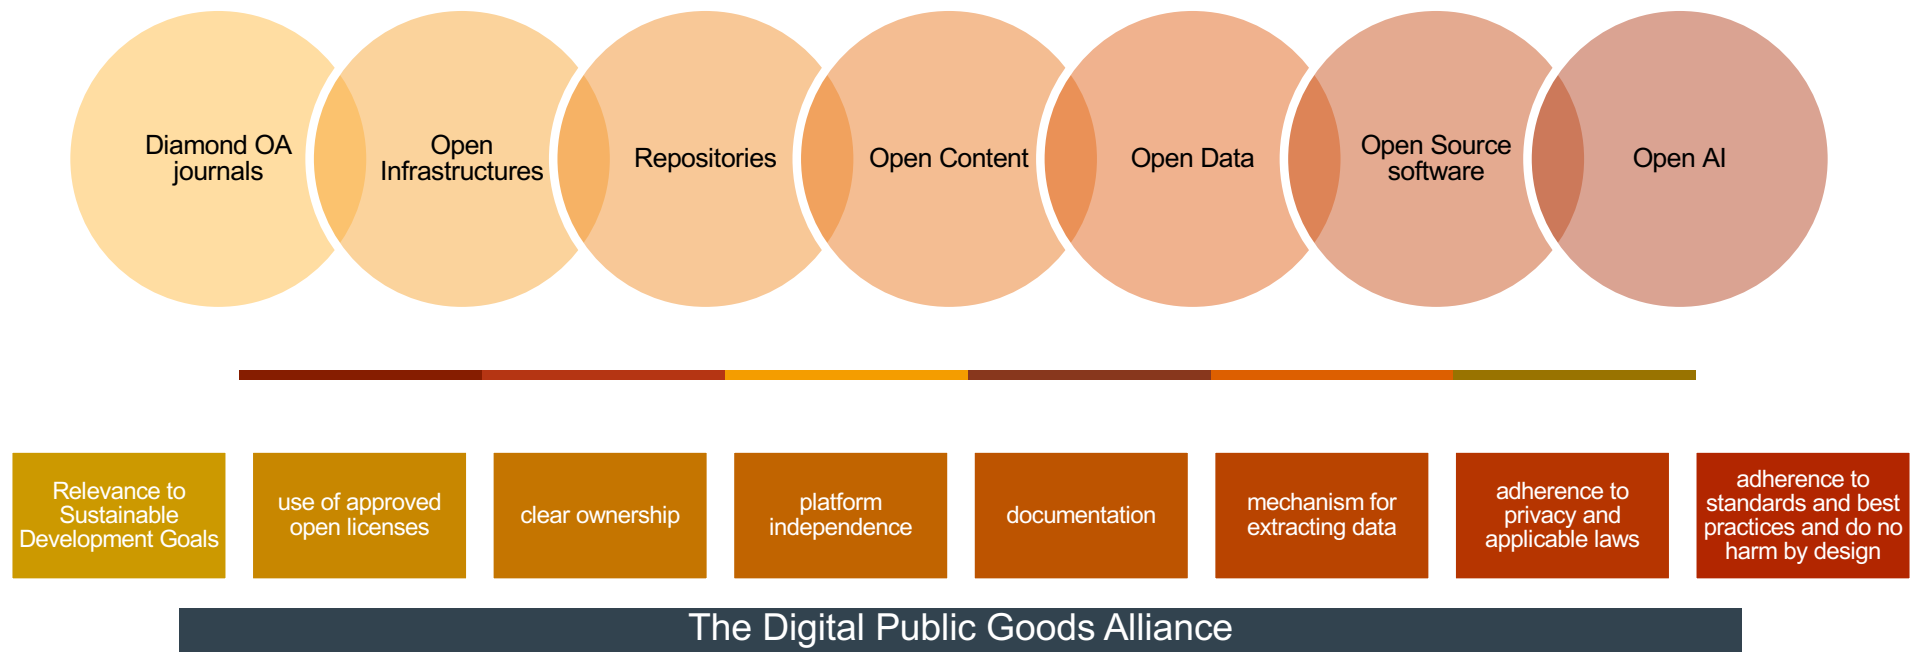 Diamond OA
journals
Open
Infrastructures
Repositories
Open Content
Open Data
Open Source
software
Open AI
Relevance to
Sustainable
Development Goals
use of approved
open licenses
clear ownership
platform
independence
documentation
mechanism for
extracting data
adherence to
privacy and
applicable laws
adherence to
standards and best
practices and do no
harm by design
The Digital Public Goods Alliance